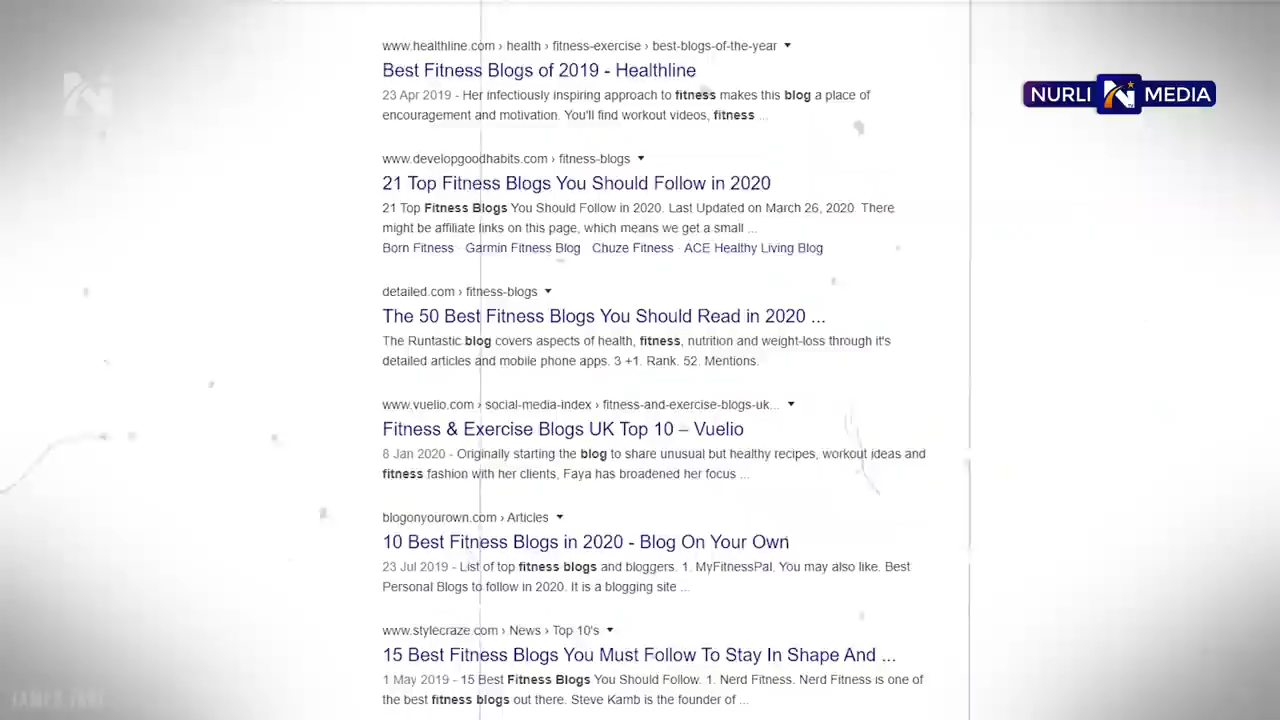 www.healthline.com › health › fitness-exercise › best-blogs-of-the-year
Best Fitness Blogs of 2019 - Healthline
23 Apr 2019 - Her infectiously inspiring approach to fitness makes this blog a place of
encouragement and motivation. You'll find workout videos, fitness ...
NURLI N MEDIA
www.developgoodhabits.com › fitness-blogs
21 Top Fitness Blogs You Should Follow in 2020
21 Top Fitness Blogs You Should Follow in 2020. Last Updated on March 26, 2020. There
might be affiliate links on this page, which means we get a small ...
Born Fitness · Garmin Fitness Blog · Chuze Fitness · ACE Healthy Living Blog
detailed.com › fitness-blogs
The 50 Best Fitness Blogs You Should Read in 2020 ...
The Runtastic blog covers aspects of health, fitness, nutrition and weight-loss through it's
detailed articles and mobile phone apps. 3 +1. Rank. 52. Mentions.
www.vuelio.com › social-media-index › fitness-and-exercise-blogs-uk...
Fitness & Exercise Blogs UK Top 10 – Vuelio
8 Jan 2020 - Originally starting the blog to share unusual but healthy recipes, workout ideas and
fitness fashion with her clients, Faya has broadened her focus ...
blogonyourown.com › Articles
10 Best Fitness Blogs in 2020 - Blog On Your Own
23 Jul 2019 - List of top fitness blogs and bloggers. 1. MyFitnessPal. You may also like. Best
Personal Blogs to follow in 2020. It is a blogging site ...
www.stylecraze.com › News › Top 10's
15 Best Fitness Blogs You Must Follow To Stay In Shape And ...
1 May 2019 - 15 Best Fitness Blogs You Should Follow. 1. Nerd Fitness. Nerd Fitness is one of
the best fitness blogs out there. Steve Kamb is the founder of ...